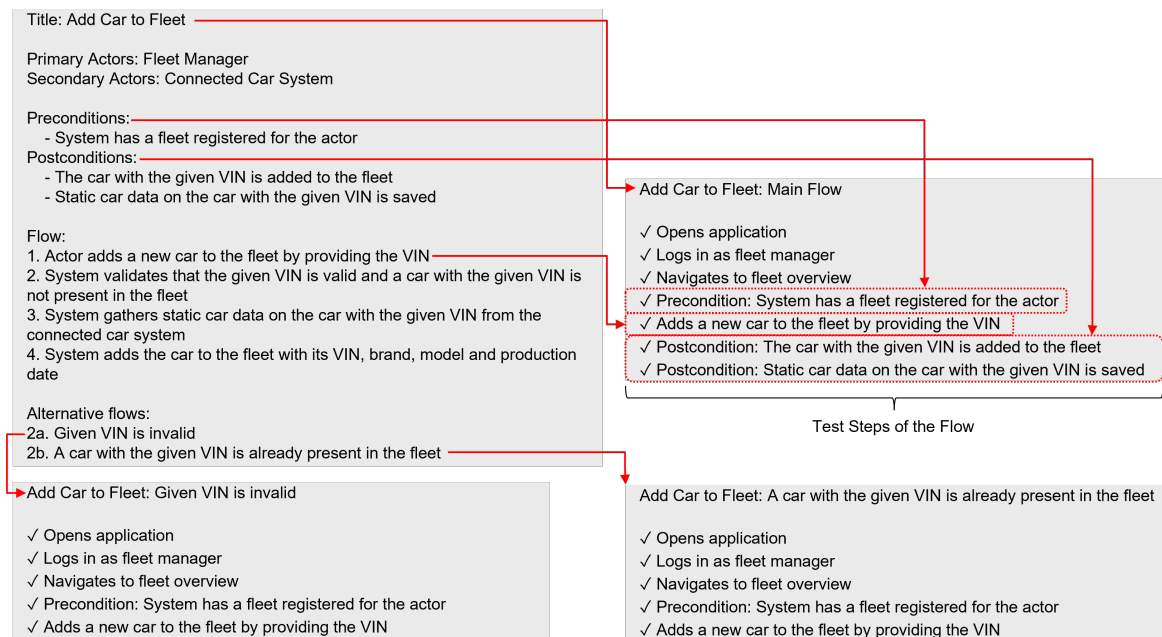 Title: Add Car to Fleet
Primary Actors: Fleet Manager
Secondary Actors: Connected Car System
Preconditions:
- System has a fleet registered for the actor
Postconditions:
- The car with the given VIN is added to the fleet
- Static car data on the car with the given VIN is saved
Flow:
1. Actor adds a new car to the fleet by providing the VIN
2. System validates that the given VIN is valid and a car with the given VIN is
not present in the fleet
3. System gathers static car data on the car with the given VIN from the
connected car system
4. System adds the car to the fleet with its VIN, brand, model and production
date
Alternative flows:
2a. Given VIN is invalid
2b. A car with the given VIN is already present in the fleet
Add Car to Fleet: Main Flow
✓ Opens application
✓ Logs in as fleet manager
✓ Navigates to fleet overview
✓ Precondition: System has a fleet registered for the actor
✓ Adds a new car to the fleet by providing the VIN
✓ Postcondition: The car with the given VIN is added to the fleet
✓ Postcondition: Static car data on the car with the given VIN is saved
Test Steps of the Flow
Add Car to Fleet: Given VIN is invalid
✓ Opens application
✓ Logs in as fleet manager
✓ Navigates to fleet overview
✓ Precondition: System has a fleet registered for the actor
✓ Adds a new car to the fleet by providing the VIN
Add Car to Fleet: A car with the given VIN is already present in the fleet
✓ Opens application
✓ Logs in as fleet manager
✓ Navigates to fleet overview
✓ Precondition: System has a fleet registered for the actor
✓ Adds a new car to the fleet by providing the VIN